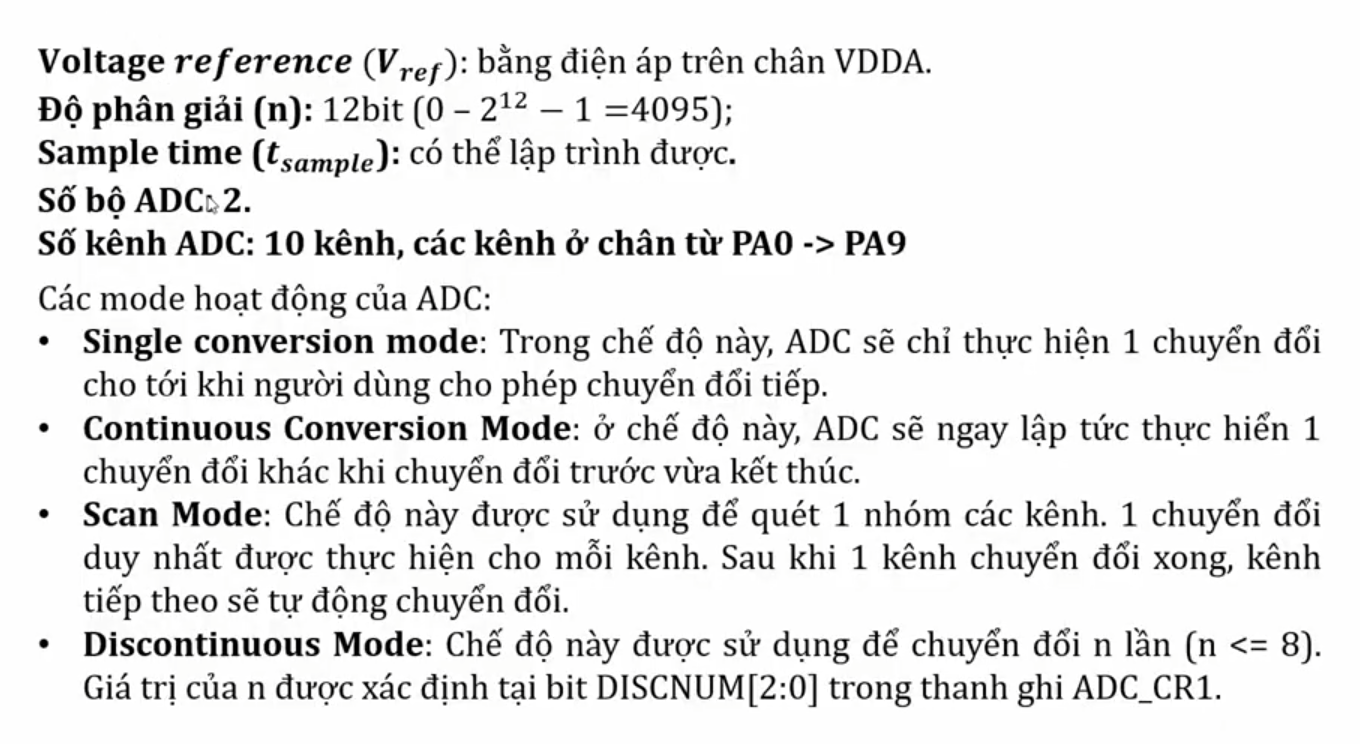 Voltage reference (Vref): bằng điện áp trên chân VDDA.
Độ phân giải (n): 12bit (0 – 2¹² − 1 =4095);
Sample time (tsample): có thể lập trình được.
Số bộ ADC: 2.
Số kênh ADC: 10 kênh, các kênh ở chân từ PA0 -> PA9
Các mode hoạt động của ADC:
• Single conversion mode: Trong chế độ này, ADC sẽ chỉ thực hiện 1 chuyển đổi
cho tới khi người dùng cho phép chuyển đổi tiếp.
• Continuous Conversion Mode: ở chế độ này, ADC sẽ ngay lập tức thực hiển 1
chuyển đổi khác khi chuyển đổi trước vừa kết thúc.
• Scan Mode: Chế độ này được sử dụng để quét 1 nhóm các kênh. 1 chuyển đổi
duy nhất được thực hiện cho mỗi kênh. Sau khi 1 kênh chuyển đổi xong, kênh
tiếp theo sẽ tự động chuyển đổi.
• Discontinuous Mode: Chế độ này được sử dụng để chuyển đổi n lần (n <= 8).
Giá trị của n được xác định tại bit DISCNUM[2:0] trong thanh ghi ADC_CR1.